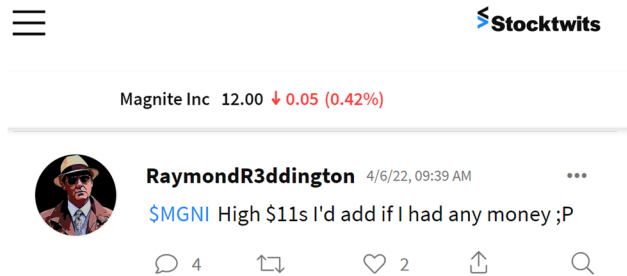 Stocktwits
Magnite Inc 12.00 ↓ 0.05 (0.42%)
RaymondR3ddington 4/6/22, 09:39 AM •••
$MGNI High $11s I'd add if I had any money ;P
4 2